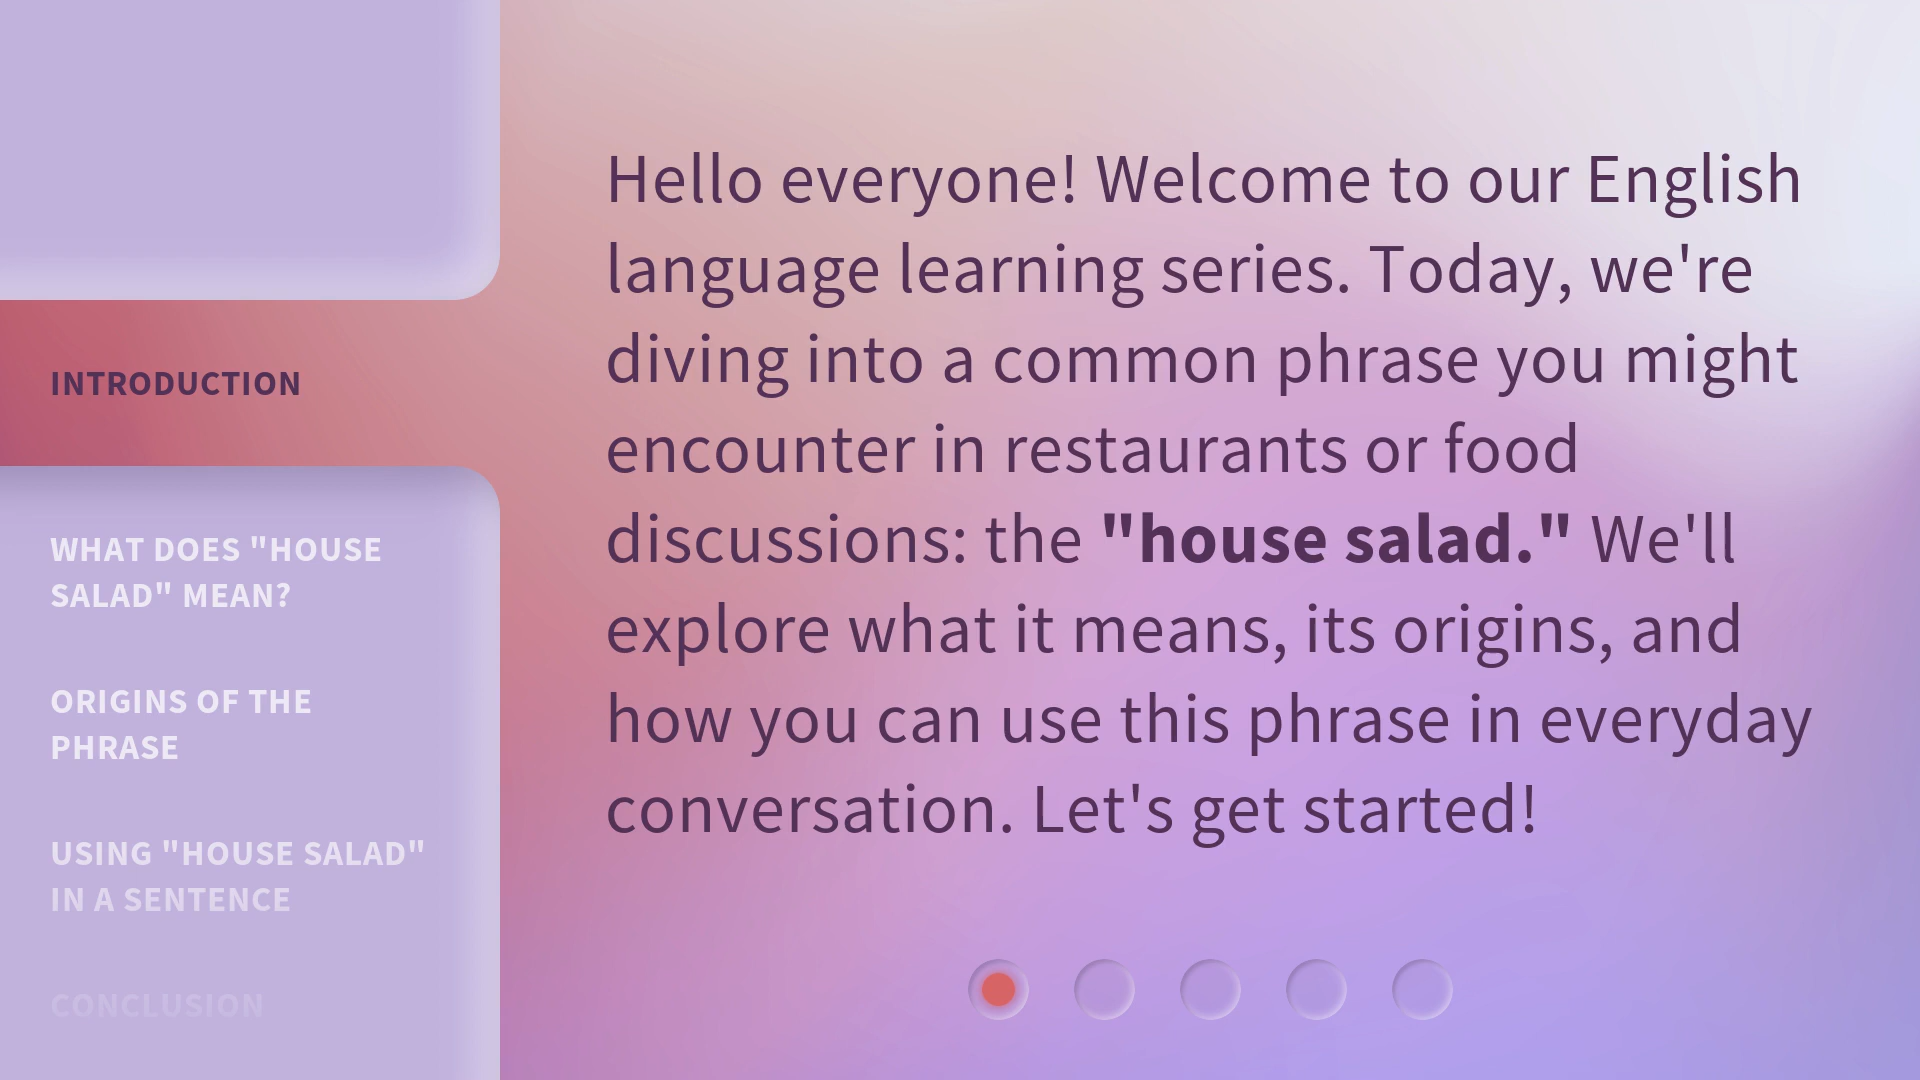 INTRODUCTION
WHAT DOES "HOUSE
SALAD" MEAN?
ORIGINS OF THE
PHRASE
USING "HOUSE SALAD"
IN A SENTENCE
CONCLUSION
Hello everyone! Welcome to our English
language learning series. Today, we're
diving into a common phrase you might
encounter in restaurants or food
discussions: the "house salad." We'll
explore what it means, its origins, and
how you can use this phrase in everyday
conversation. Let's get started!